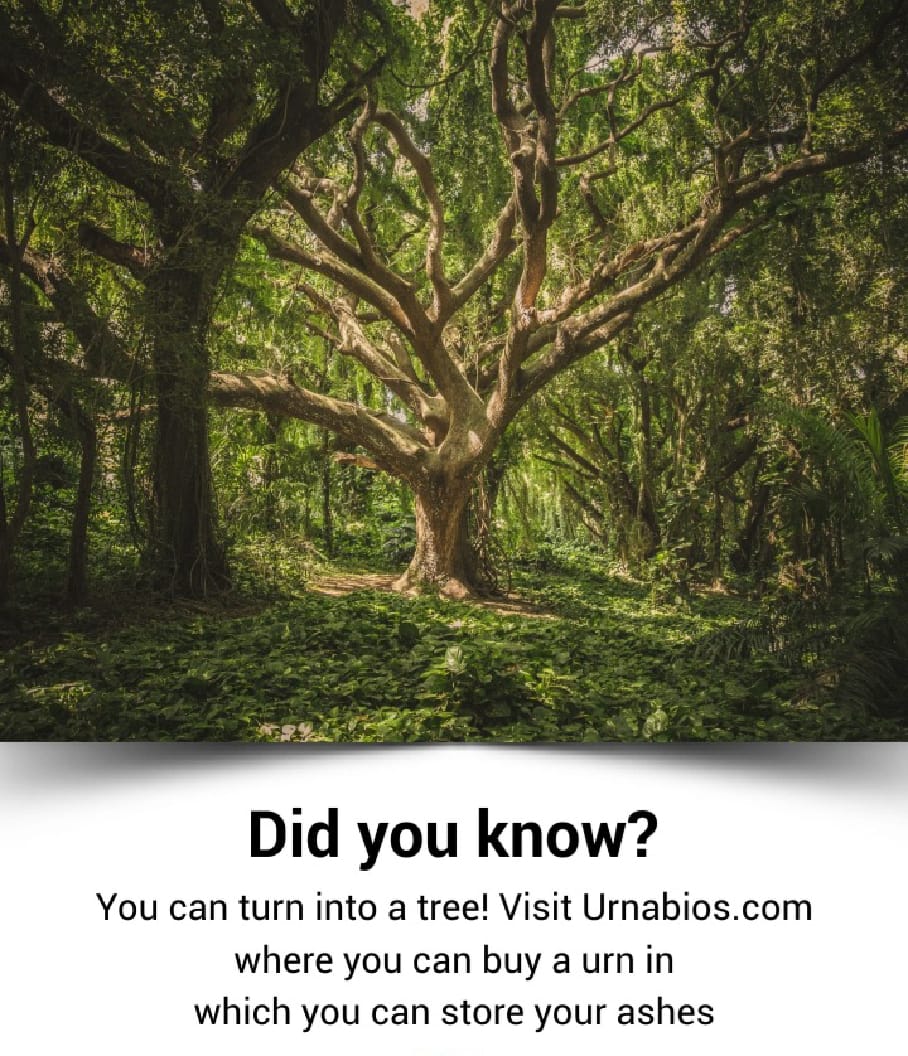 Did you know?
You can turn into a tree! Visit Urnabios.com
where you can buy a urn in
which you can store your ashes